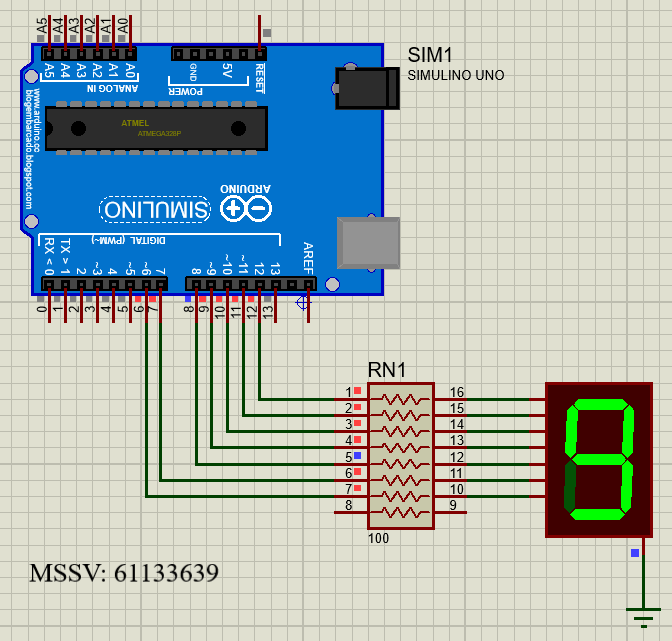 A5 A4 A3 A2 A1 A0
A5 A4 A3 A2 A1 A0
ANALOG IN
GND 5V RESET
POWER
SIM1
SIMULINO UNO
www.arduino.cc
blogembarcado.blogspot.com
ATMEL
ATMEGA328P
ARDUINO
SIMULINO
DIGITAL (PWM~)
AREF
RX < 0 TX > 1 2 ~3 4 ~5 ~6 7 8 ~9 ~10 ~11 12 13
0 1 2 3 4 5 6 7 8 9 10 11 12 13
RN1
1 16
2 15
3 14
4 13
5 12
6 11
7 10
8 9
100
MSSV: 61133639